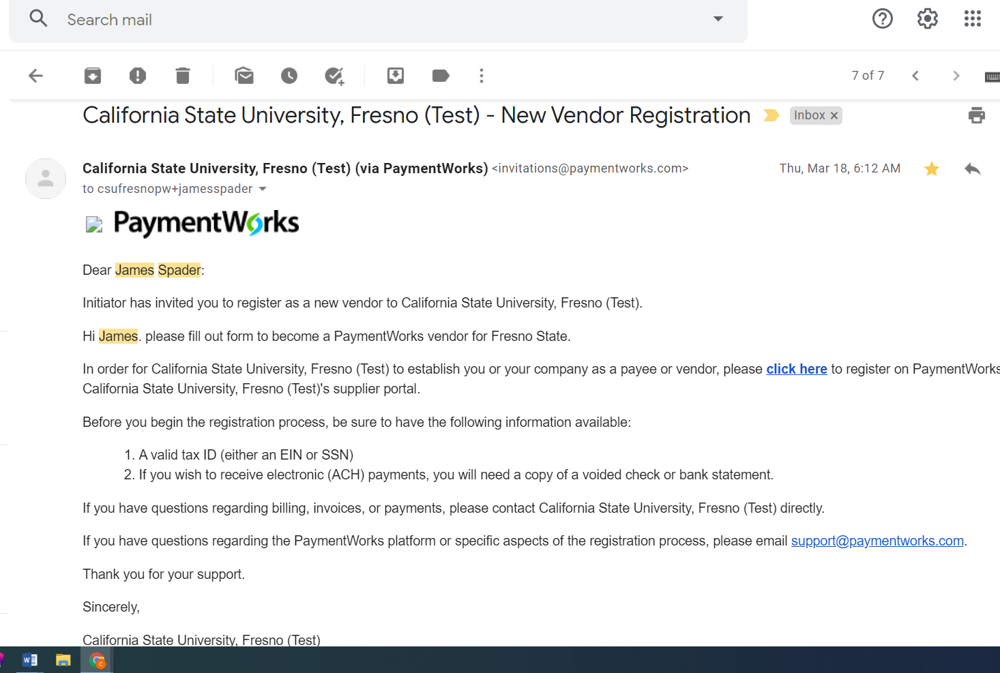 Search mail
7 of 7
California State University, Fresno (Test) - New Vendor Registration Inbox ×
California State University, Fresno (Test) (via PaymentWorks) <invitations@paymentworks.com> Thu, Mar 18, 6:12 AM
to csufresnopw+jamesspader
PaymentWorks
Dear James Spader:
Initiator has invited you to register as a new vendor to California State University, Fresno (Test).
Hi James. please fill out form to become a PaymentWorks vendor for Fresno State.
In order for California State University, Fresno (Test) to establish you or your company as a payee or vendor, please click here to register on PaymentWorks
California State University, Fresno (Test)'s supplier portal.
Before you begin the registration process, be sure to have the following information available:
1. A valid tax ID (either an EIN or SSN)
2. If you wish to receive electronic (ACH) payments, you will need a copy of a voided check or bank statement.
If you have questions regarding billing, invoices, or payments, please contact California State University, Fresno (Test) directly.
If you have questions regarding the PaymentWorks platform or specific aspects of the registration process, please email support@paymentworks.com.
Thank you for your support.
Sincerely,
California State University, Fresno (Test)
W C